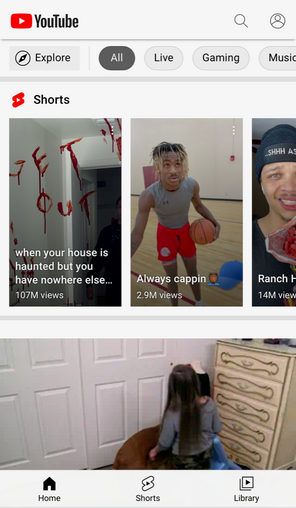 YouTube
Explore
All
Live
Gaming
Music
Shorts
GET
OUT
when your house is
haunted but you
have nowhere else...
107M views
Always cappin 🤦🏾‍♂️🧢
2.9M views
SHHH AS
Ranch H
14M view
Home
Shorts
Library